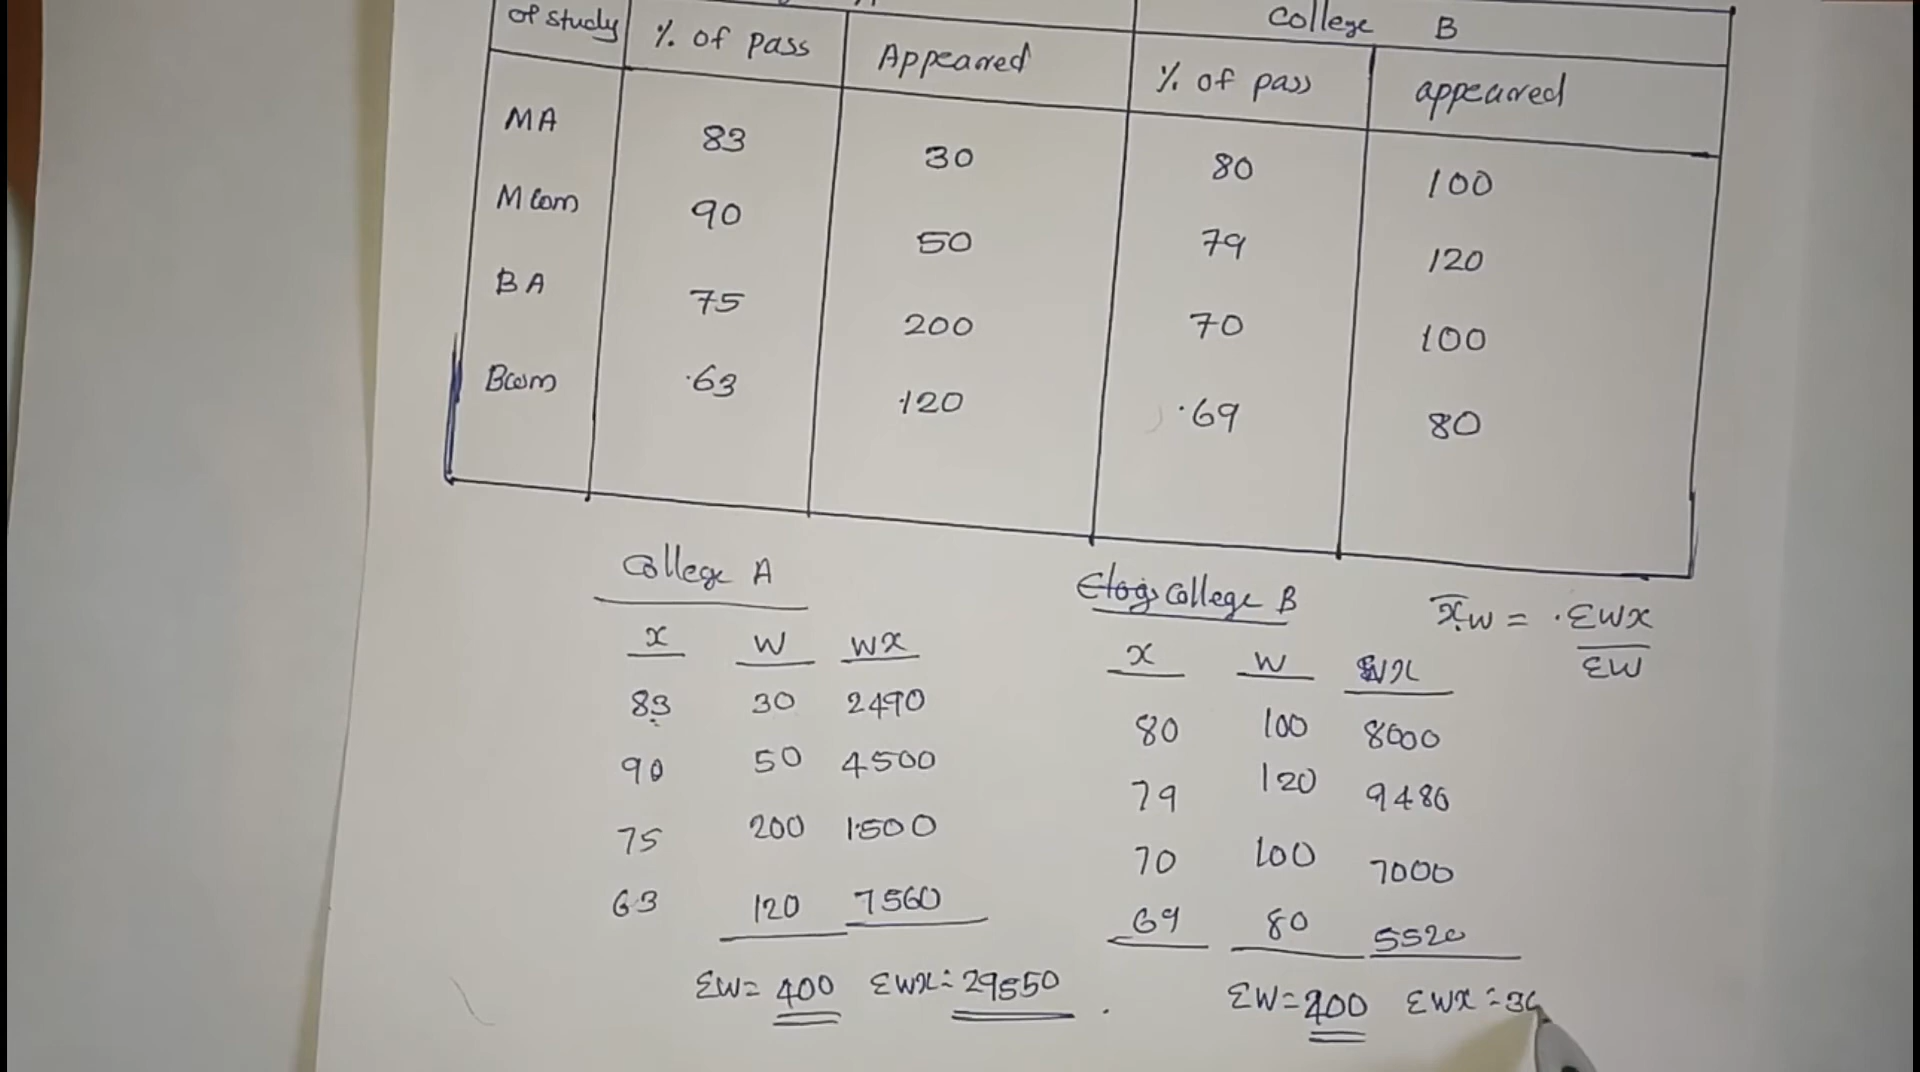 College B
of study % of pass Appeared % of pass appeared
MA 83 30 80 100
M Com 90 50 79 120
BA 75 200 70 100
Bcom .63 .120 .69 80
College A College B x̄w = .ΣWX
x W WX x W WX ΣW
83 30 2490 80 100 8000
90 50 4500 79 120 9480
75 200 1500 70 100 7000
63 120 7560 69 80 5520
ΣW= 400 ΣWX= 29550 ΣW=400 ΣWX =30